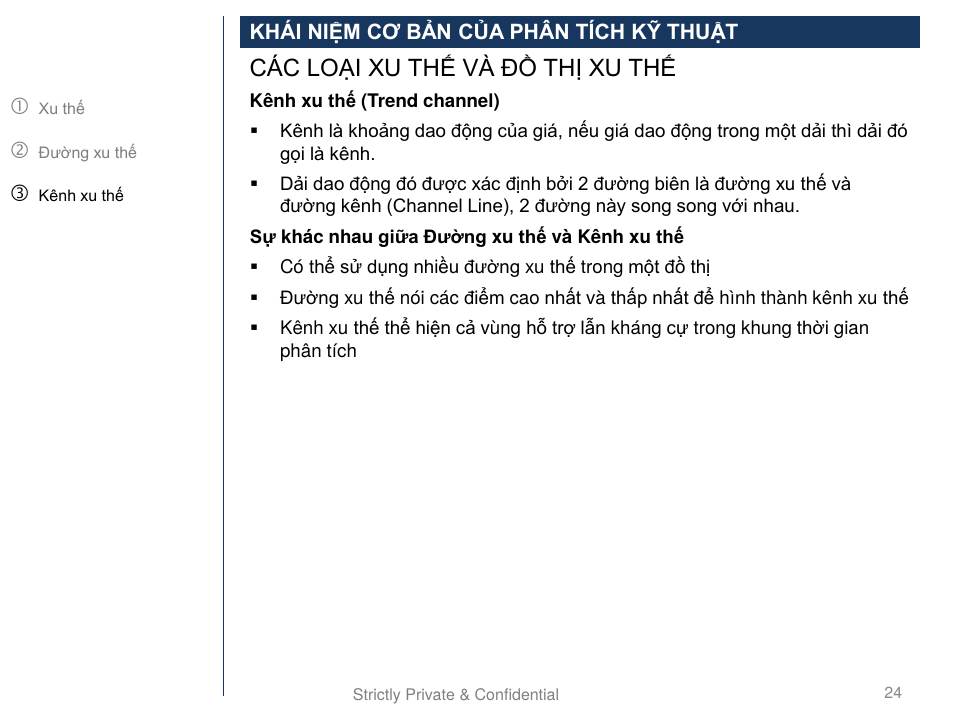 KHÁI NIỆM CƠ BẢN CỦA PHÂN TÍCH KỸ THUẬT
CÁC LOẠI XU THẾ VÀ ĐỒ THỊ XU THẾ
① Xu thế
② Đường xu thế
③ Kênh xu thế
Kênh xu thế (Trend channel)
▪ Kênh là khoảng dao động của giá, nếu giá dao động trong một dải thì dải đó
gọi là kênh.
▪ Dải dao động đó được xác định bởi 2 đường biên là đường xu thế và
đường kênh (Channel Line), 2 đường này song song với nhau.
Sự khác nhau giữa Đường xu thế và Kênh xu thế
▪ Có thể sử dụng nhiều đường xu thế trong một đồ thị
▪ Đường xu thế nói các điểm cao nhất và thấp nhất để hình thành kênh xu thế
▪ Kênh xu thế thể hiện cả vùng hỗ trợ lẫn kháng cự trong khung thời gian
phân tích
Strictly Private & Confidential
24